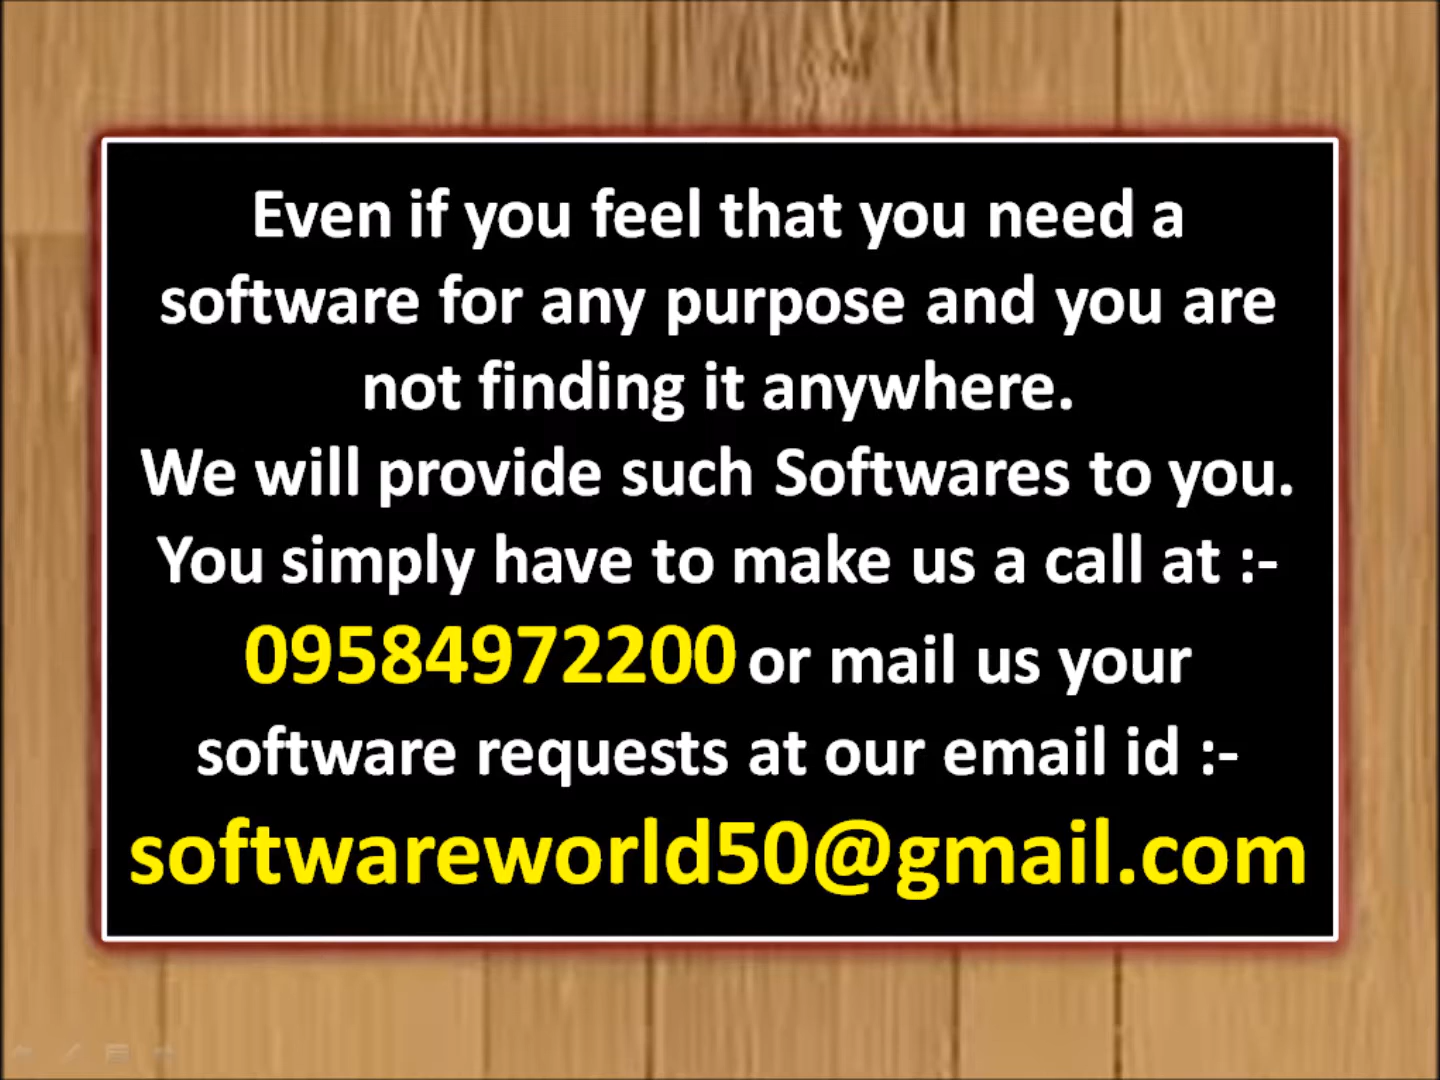 Even if you feel that you need a
software for any purpose and you are
not finding it anywhere.
We will provide such Softwares to you.
You simply have to make us a call at :-
09584972200 or mail us your
software requests at our email id :-
softwareworld50@gmail.com